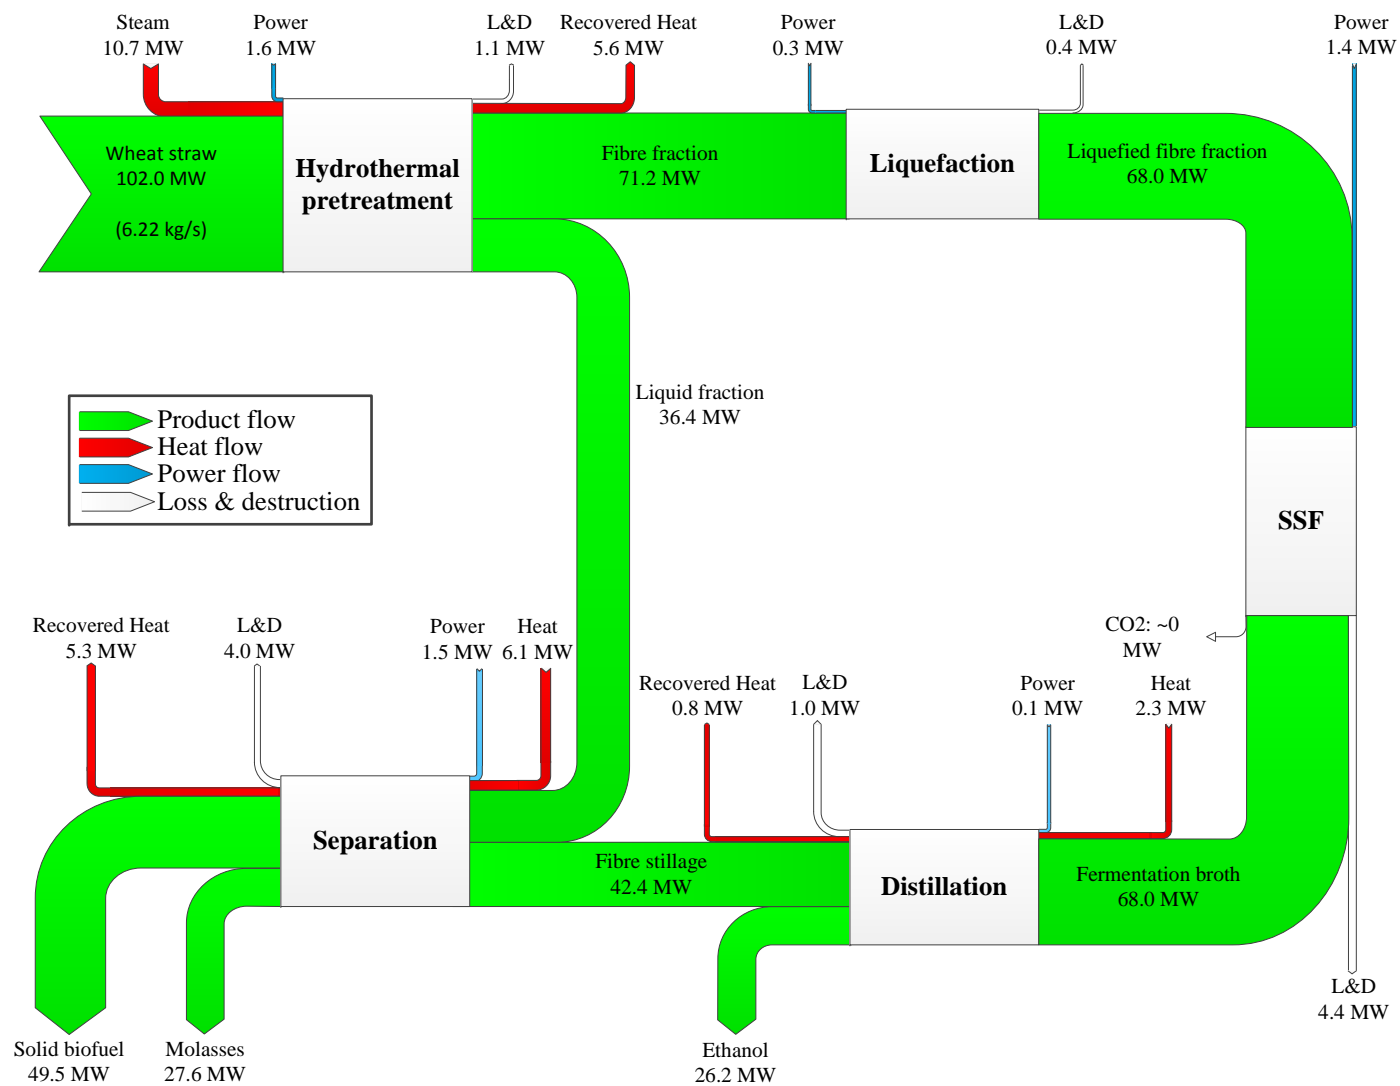 Steam
10.7 MW
Power
1.6 MW
L&D
1.1 MW
Recovered Heat
5.6 MW
Power
0.3 MW
L&D
0.4 MW
Power
1.4 MW
Wheat straw
102.0 MW
(6.22 kg/s)
Hydrothermal
pretreatment
Fibre fraction
71.2 MW
Liquefaction
Liquefied fibre fraction
68.0 MW
Liquid fraction
36.4 MW
Product flow
Heat flow
Power flow
Loss & destruction
SSF
Recovered Heat
5.3 MW
L&D
4.0 MW
Power
1.5 MW
Heat
6.1 MW
CO2: ~0
MW
Recovered Heat
0.8 MW
L&D
1.0 MW
Power
0.1 MW
Heat
2.3 MW
Separation
Fibre stillage
42.4 MW
Distillation
Fermentation broth
68.0 MW
L&D
4.4 MW
Solid biofuel
49.5 MW
Molasses
27.6 MW
Ethanol
26.2 MW